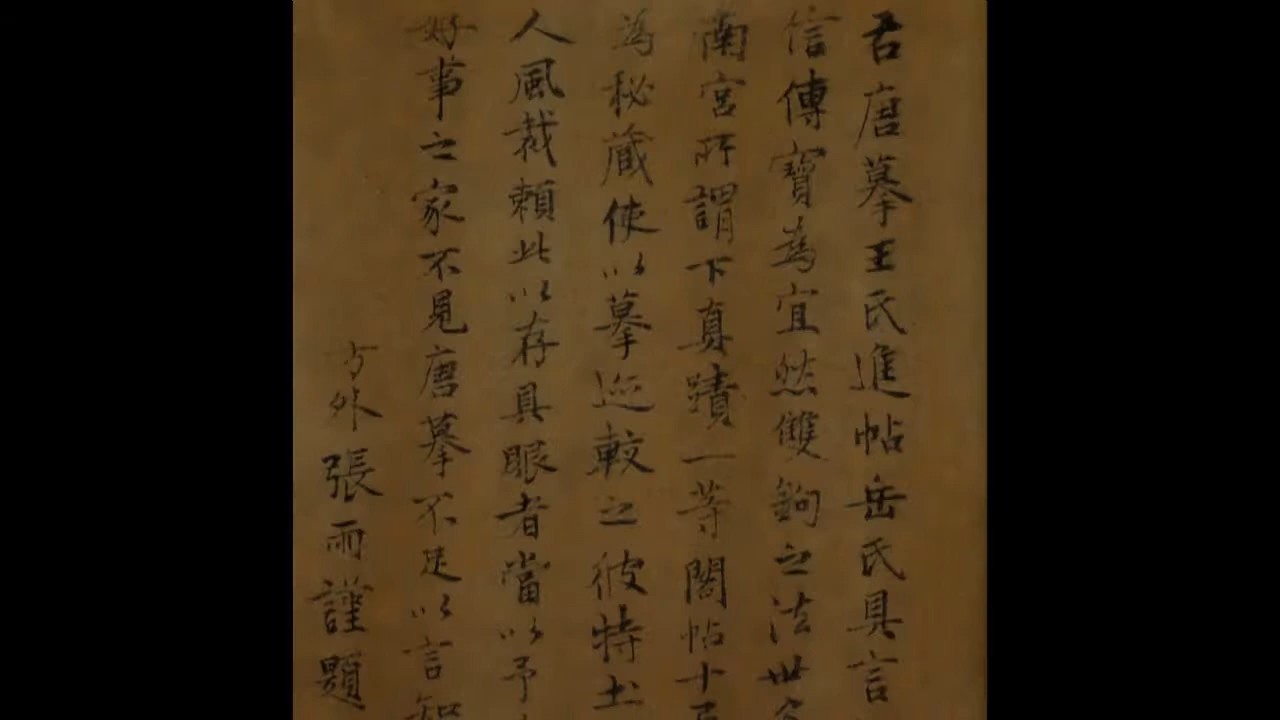 右唐摹王氏進帖岳氏具言
信傳寶為宜然雙鉤之法世
南宮所謂下真蹟一等閣帖十
為秘藏使以摹巡較之彼特土
人風裁賴此以存具眼者當以予
好事之家不見唐摹不足以言
方外張雨謹題